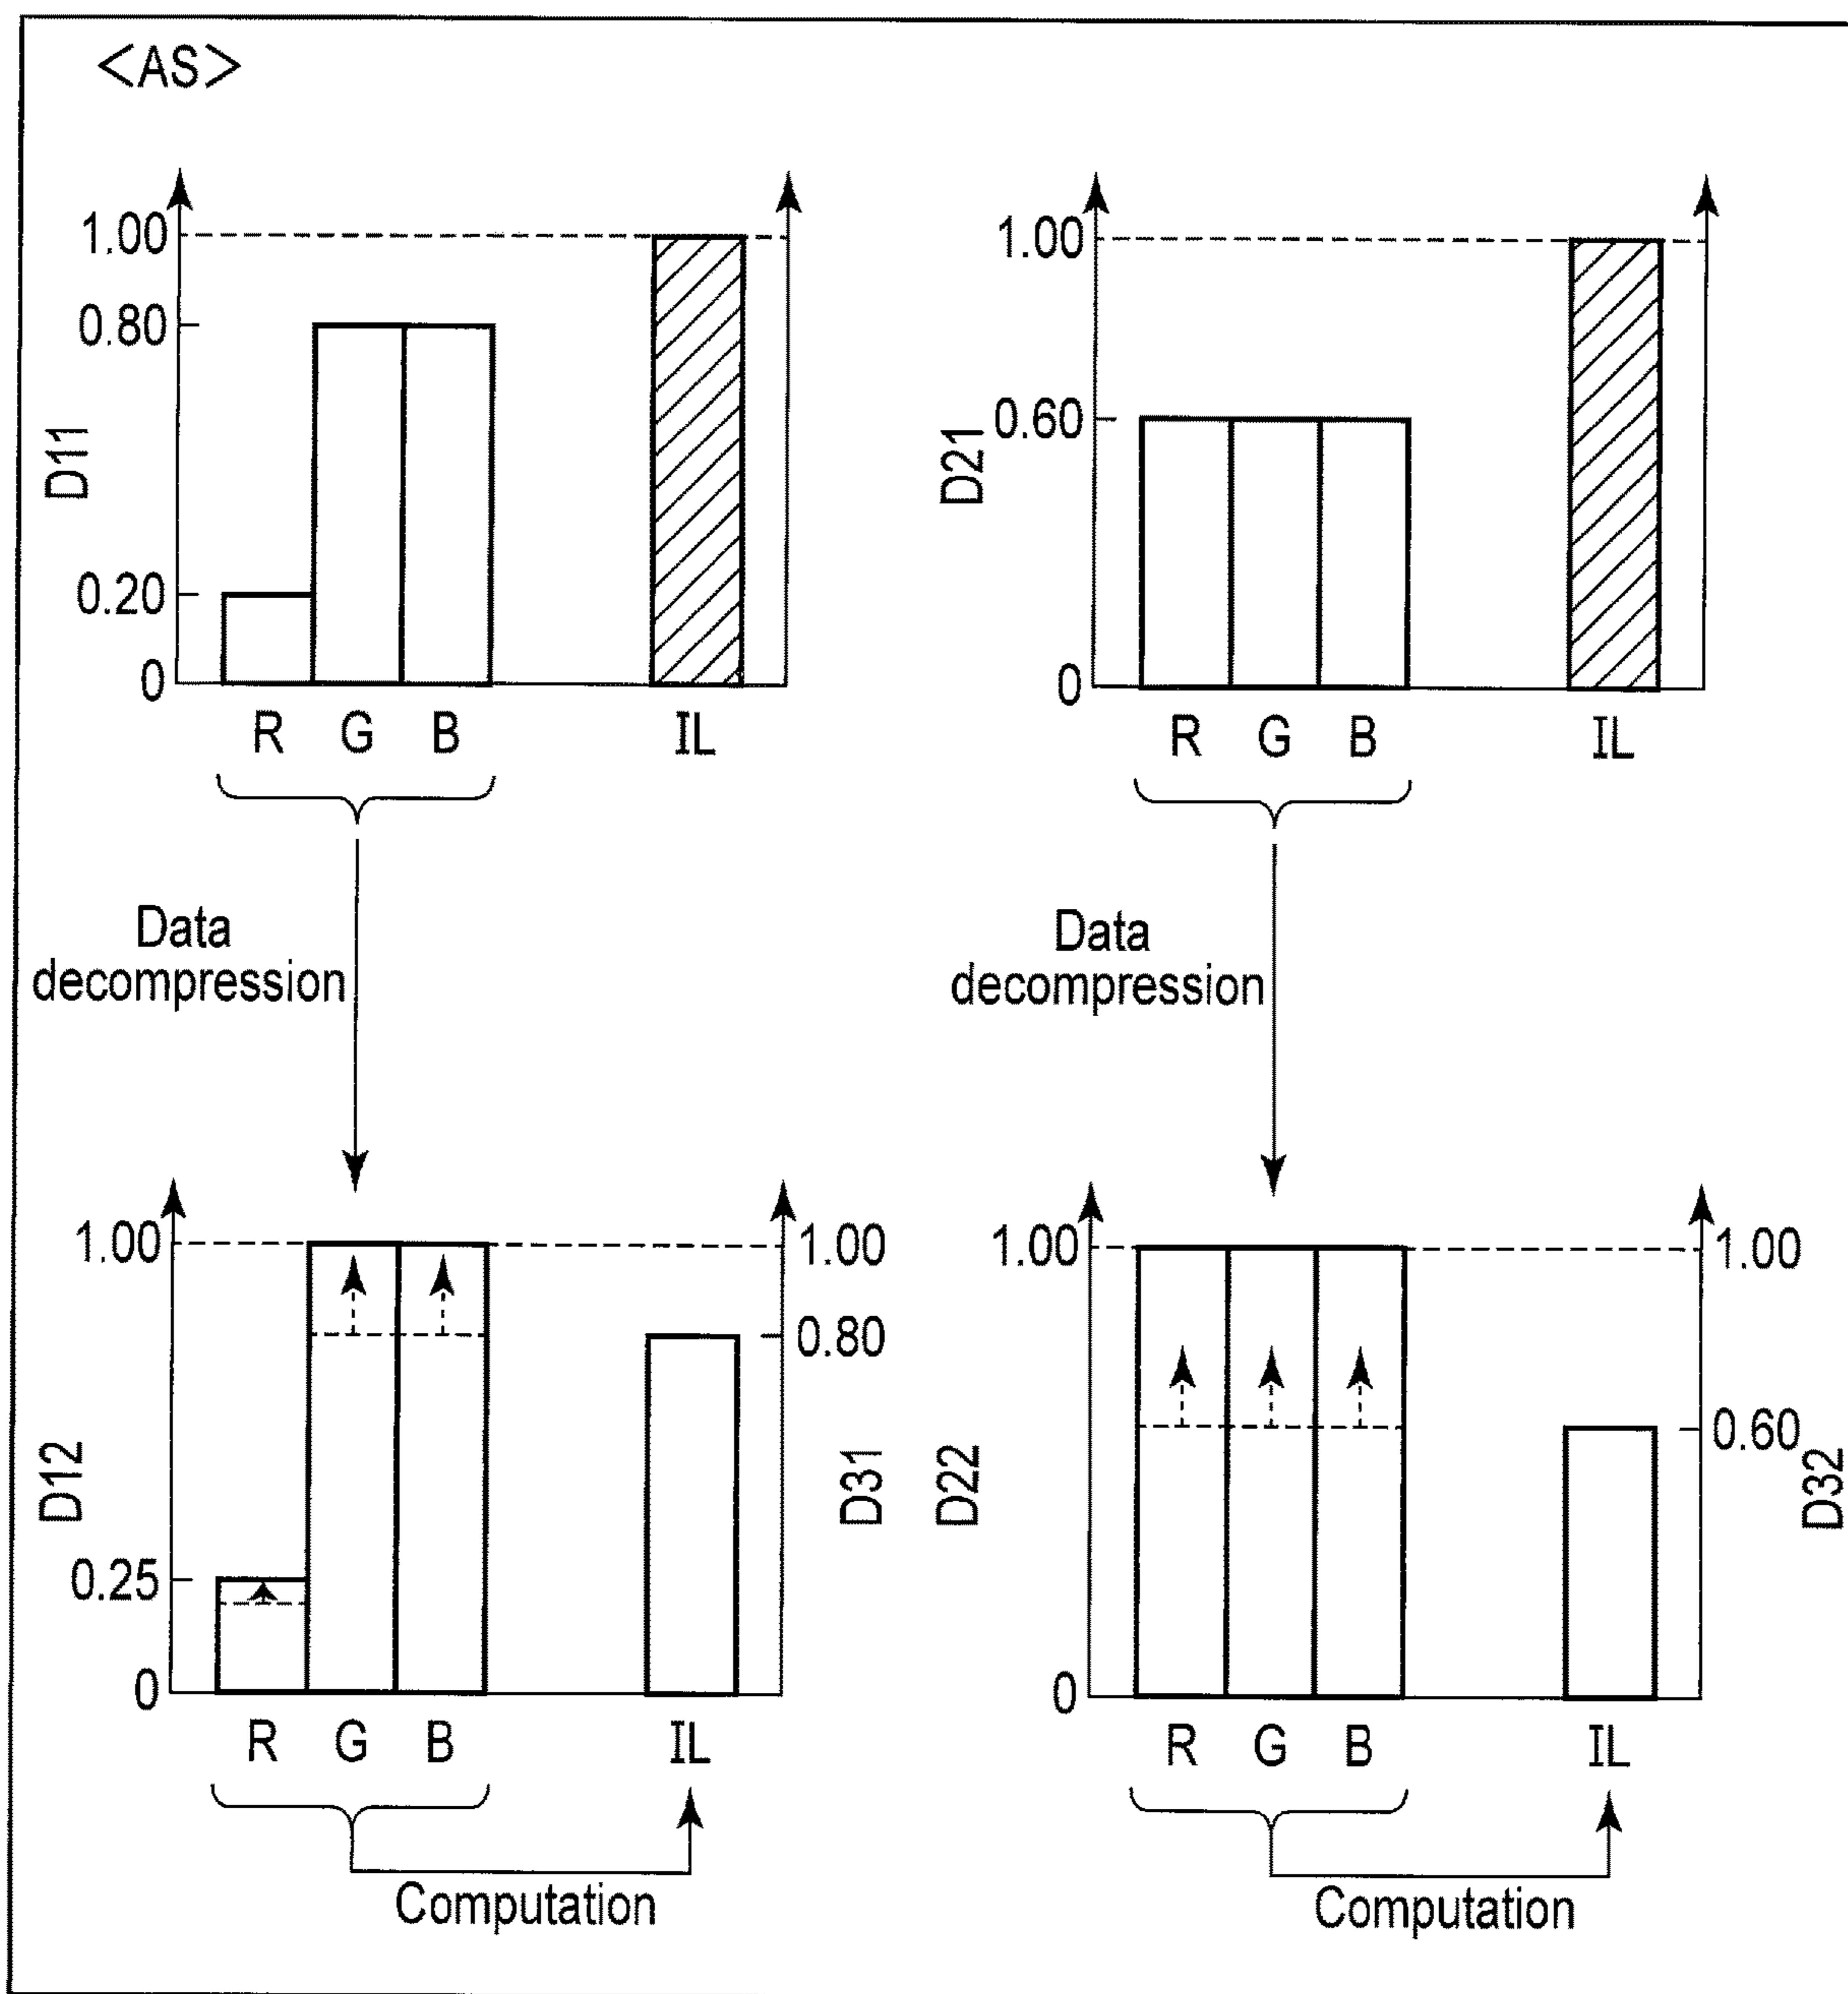 <AS>
1.00
0.80
0.20
0
D11
R G B IL
1.00
0.60
0
D21
R G B IL
Data
decompression
Data
decompression
1.00
0.25
0
D12
1.00
0.80
D31
R G B IL
Computation
1.00
0
D22
1.00
0.60
D32
R G B IL
Computation